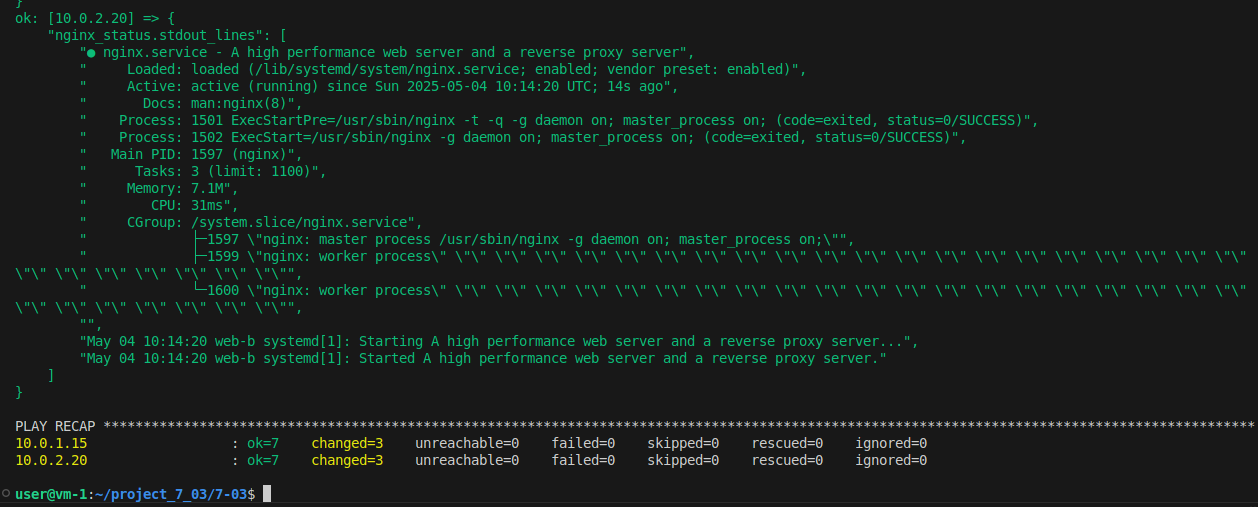 }
ok: [10.0.2.20] => {
    "nginx_status.stdout_lines": [
        "● nginx.service - A high performance web server and a reverse proxy server",
        "     Loaded: loaded (/lib/systemd/system/nginx.service; enabled; vendor preset: enabled)",
        "     Active: active (running) since Sun 2025-05-04 10:14:20 UTC; 14s ago",
        "       Docs: man:nginx(8)",
        "    Process: 1501 ExecStartPre=/usr/sbin/nginx -t -q -g daemon on; master_process on; (code=exited, status=0/SUCCESS)",
        "    Process: 1502 ExecStart=/usr/sbin/nginx -g daemon on; master_process on; (code=exited, status=0/SUCCESS)",
        "   Main PID: 1597 (nginx)",
        "      Tasks: 3 (limit: 1100)",
        "     Memory: 7.1M",
        "        CPU: 31ms",
        "     CGroup: /system.slice/nginx.service",
        "             ├─1597 \"nginx: master process /usr/sbin/nginx -g daemon on; master_process on;\"",
        "             ├─1599 \"nginx: worker process\" \"\" \"\" \"\" \"\" \"\" \"\" \"\" \"\" \"\" \"\" \"\" \"\" \"\" \"\" \"\" \"\" \"\" \"\" \"\" \"\"
\"\" \"\" \"\" \"\" \"\" \"\" \"\"",
        "             └─1600 \"nginx: worker process\" \"\" \"\" \"\" \"\" \"\" \"\" \"\" \"\" \"\" \"\" \"\" \"\" \"\" \"\" \"\" \"\" \"\" \"\" \"\" \"\"
\"\" \"\" \"\" \"\" \"\" \"\" \"\"",
        "",
        "May 04 10:14:20 web-b systemd[1]: Starting A high performance web server and a reverse proxy server...",
        "May 04 10:14:20 web-b systemd[1]: Started A high performance web server and a reverse proxy server."
    ]
}
PLAY RECAP ************************************************************************************************************************************************
10.0.1.15                  : ok=7    changed=3    unreachable=0    failed=0    skipped=0    rescued=0    ignored=0
10.0.2.20                  : ok=7    changed=3    unreachable=0    failed=0    skipped=0    rescued=0    ignored=0
user@vm-1:~/project_7_03/7-03$